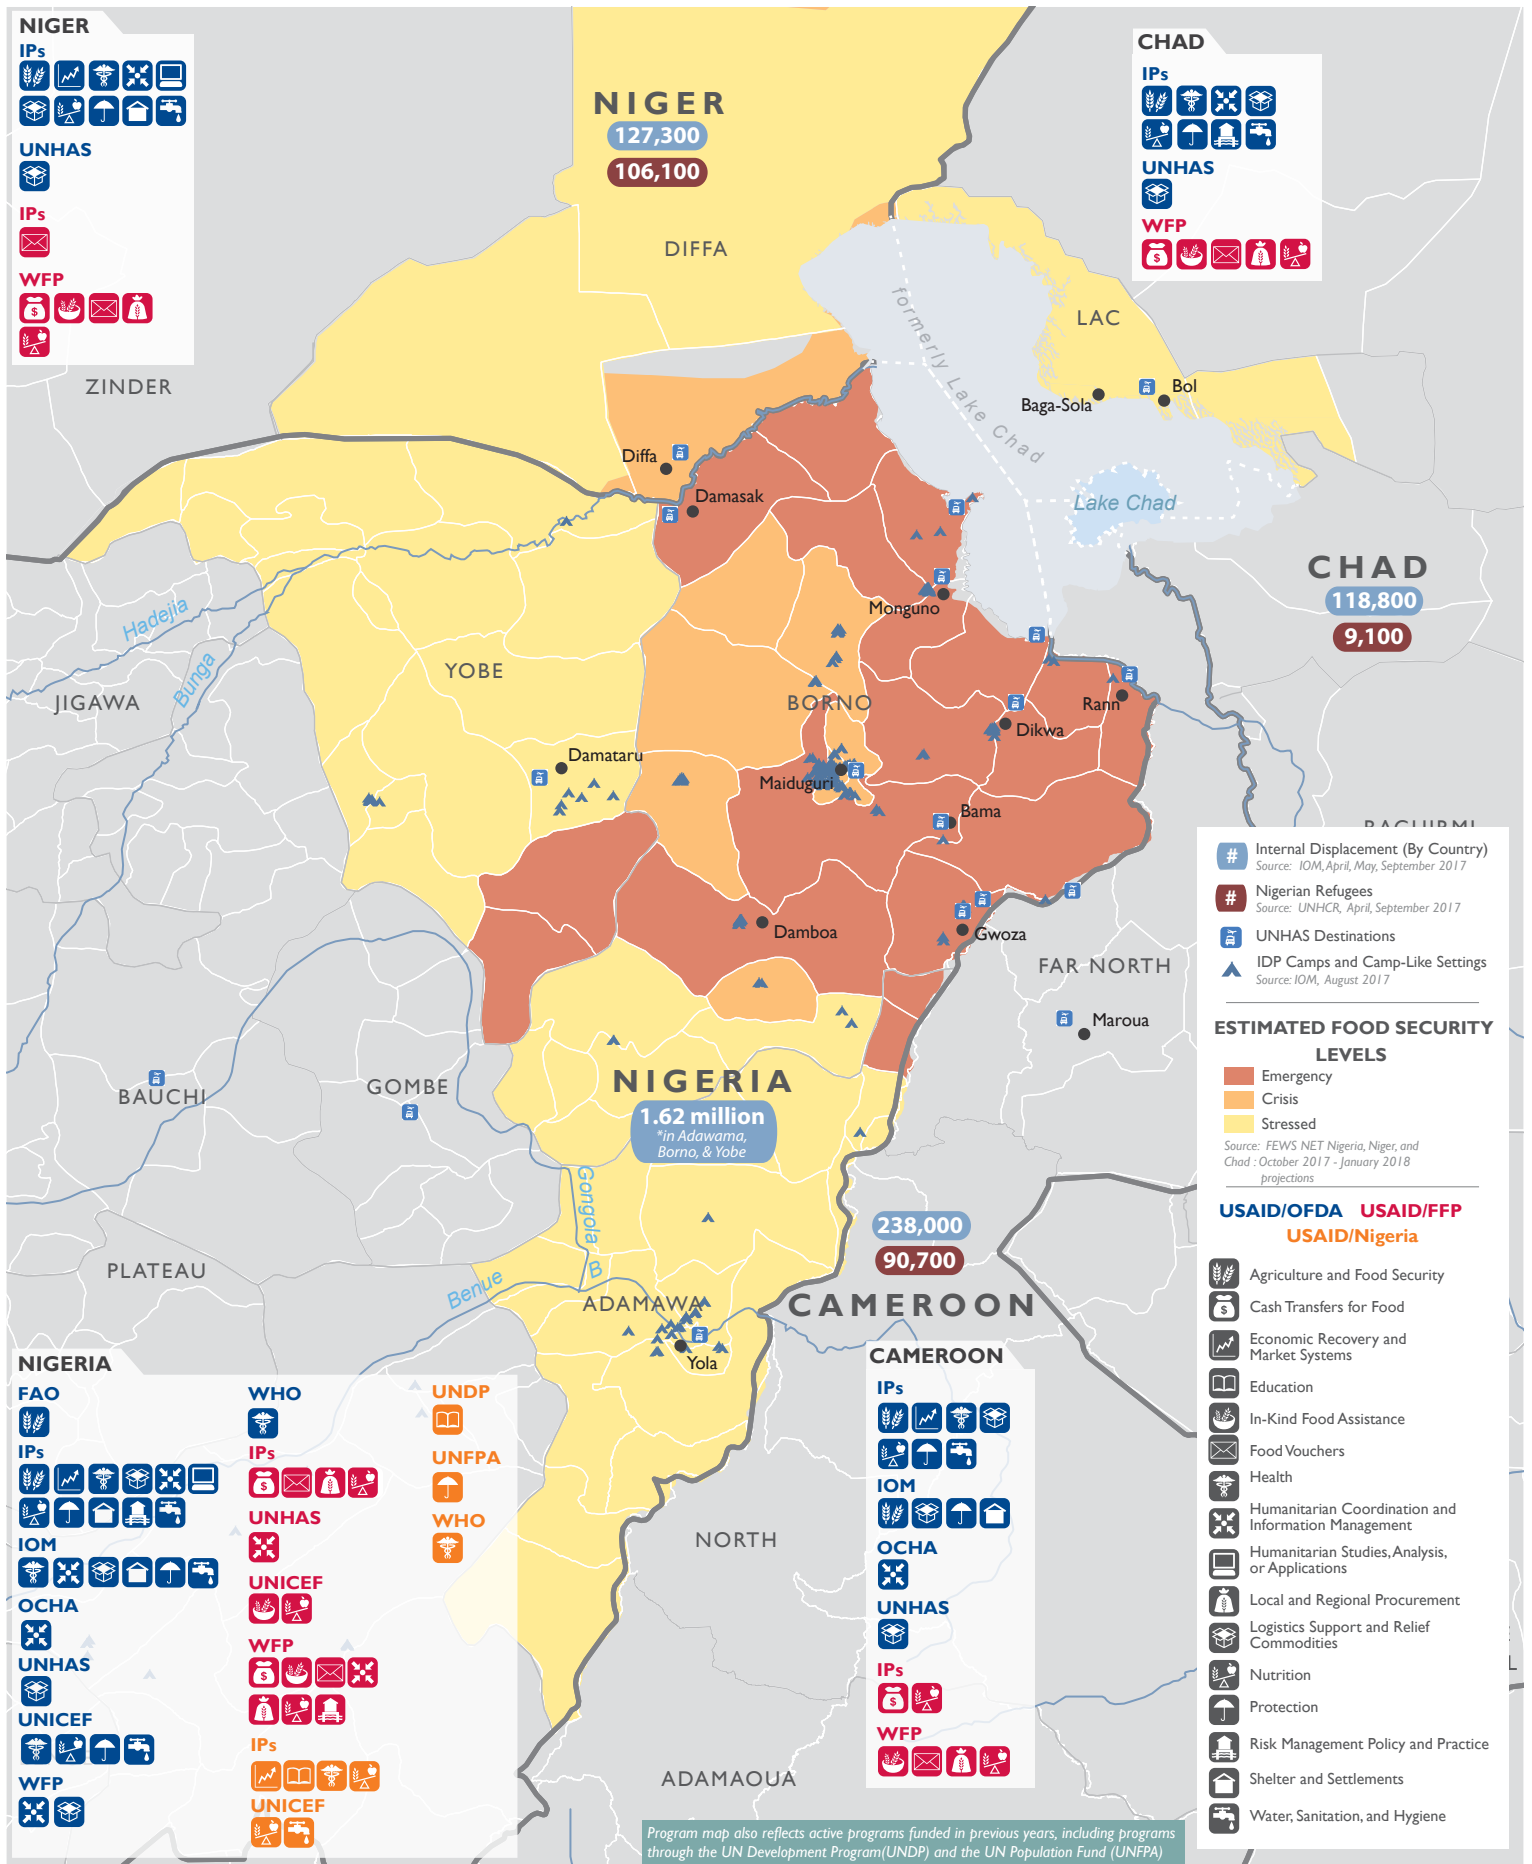 NIGER
IPs
UNHAS
IPs
WFP
$
NIGER
127,300
106,100
DIFFA
CHAD
IPs
UNHAS
WFP
$
ZINDER
LAC
formerly Lake Chad
Bol
Baga-Sola
Diffa
Damasak
Lake Chad
CHAD
118,800
9,100
Monguno
Hadejia
Bunga
YOBE
JIGAWA
BORNO
Rann
Dikwa
Damataru
Maiduguri
Bama
Damboa
Gwoza
FAR NORTH
Maroua
BAGUIRMI
# Internal Displacement (By Country)
Source: IOM, April, May, September 2017
# Nigerian Refugees
Source: UNHCR, April, September 2017
UNHAS Destinations
IDP Camps and Camp-Like Settings
Source: IOM, August 2017
ESTIMATED FOOD SECURITY
LEVELS
Emergency
Crisis
Stressed
Source: FEWS NET Nigeria, Niger, and
Chad : October 2017 - January 2018
projections
USAID/OFDA USAID/FFP
USAID/Nigeria
Agriculture and Food Security
$ Cash Transfers for Food
Economic Recovery and
Market Systems
Education
In-Kind Food Assistance
Food Vouchers
Health
Humanitarian Coordination and
Information Management
Humanitarian Studies, Analysis,
or Applications
Local and Regional Procurement
Logistics Support and Relief
Commodities
Nutrition
Protection
Risk Management Policy and Practice
Shelter and Settlements
Water, Sanitation, and Hygiene
BAUCHI
GOMBE
NIGERIA
1.62 million
*in Adawama,
Borno, & Yobe
Gongola
B
Benue
PLATEAU
ADAMAWA
Yola
238,000
90,700
CAMEROON
NIGERIA
FAO
IPs
IOM
OCHA
UNHAS
UNICEF
WFP
WHO
IPs
$
UNHAS
UNICEF
WFP
$
IPs
UNICEF
UNDP
UNFPA
WHO
CAMEROON
IPs
IOM
OCHA
UNHAS
IPs
$
WFP
NORTH
ADAMAOUA
L
Program map also reflects active programs funded in previous years, including programs
through the UN Development Program(UNDP) and the UN Population Fund (UNFPA)